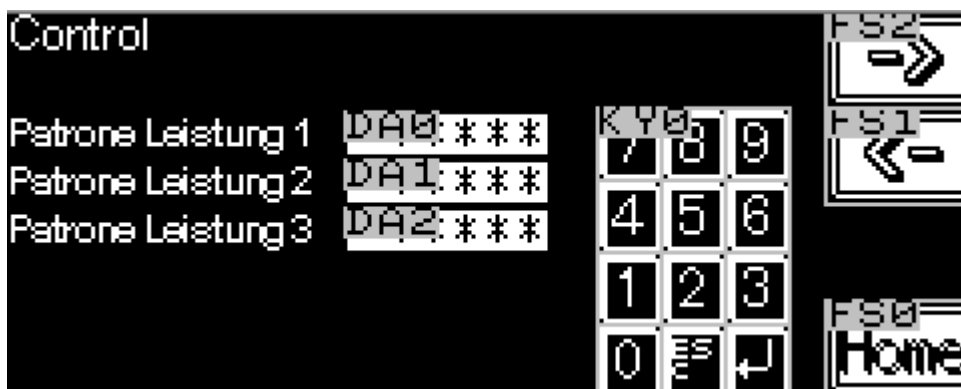 Control
FS2
Patrone Leistung 1 DA0 * * *
Patrone Leistung 2 DA1 * * *
Patrone Leistung 3 DA2 * * *
KY0
7 8 9
4 5 6
1 2 3
0 ESC
FS1
FS0
Home